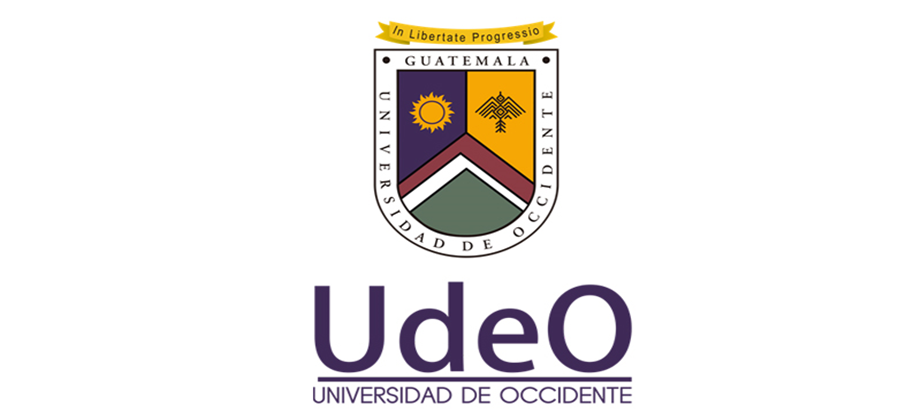 In Libertate Progressio
• GUATEMALA •
UNIVERSIDAD DE OCCIDENTE
UdeO
UNIVERSIDAD DE OCCIDENTE